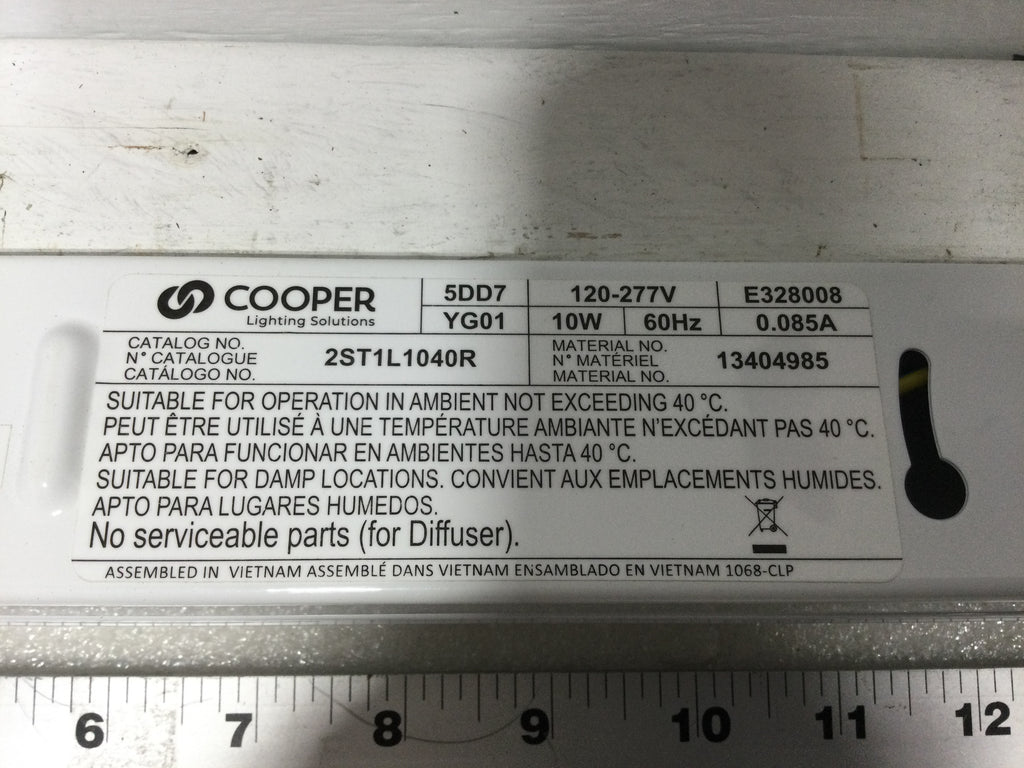 COOPER
Lighting Solutions
5DD7
120-277V
E328008
YG01
10W
60Hz
0.085A
CATALOG NO.
N° CATALOGUE
CATÁLOGO NO.
2ST1L1040R
MATERIAL NO.
N° MATÉRIEL
MATERIAL NO.
13404985
SUITABLE FOR OPERATION IN AMBIENT NOT EXCEEDING 40 °C.
PEUT ÊTRE UTILISÉ À UNE TEMPÉRATURE AMBIANTE N'EXCÉDANT PAS 40 °C.
APTO PARA FUNCIONAR EN AMBIENTES HASTA 40 °C.
SUITABLE FOR DAMP LOCATIONS. CONVIENT AUX EMPLACEMENTS HUMIDES.
APTO PARA LUGARES HUMEDOS.
No serviceable parts (for Diffuser).
ASSEMBLED IN VIETNAM ASSEMBLÉ DANS VIETNAM ENSAMBLADO EN VIETNAM 1068-CLP
6 7 8 9 10 11 12